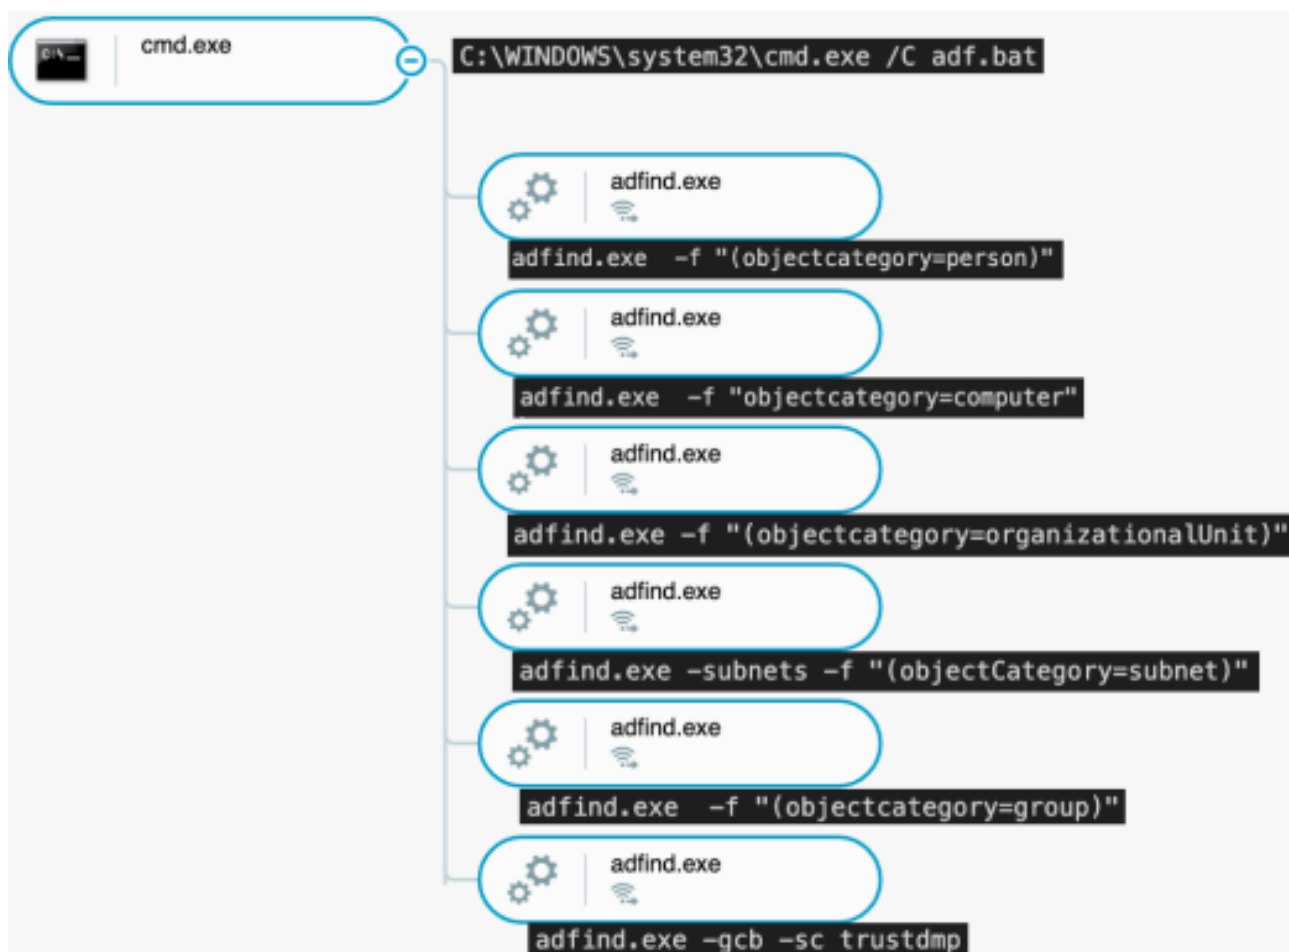 cmd.exe
C:\WINDOWS\system32\cmd.exe /C adf.bat
adfind.exe
adfind.exe  -f "(objectcategory=person)"
adfind.exe
adfind.exe  -f "objectcategory=computer"
adfind.exe
adfind.exe -f "(objectcategory=organizationalUnit)"
adfind.exe
adfind.exe -subnets -f "(objectCategory=subnet)"
adfind.exe
adfind.exe  -f "(objectcategory=group)"
adfind.exe
adfind.exe -gcb -sc trustdmp